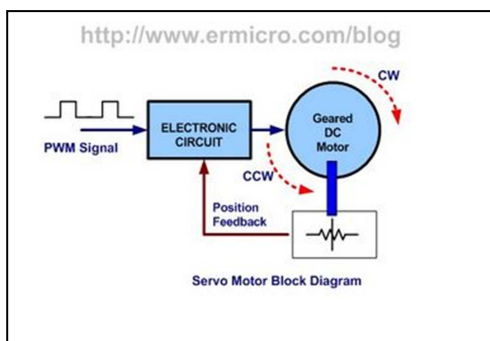 http://www.ermicro.com/blog
CW
ELECTRONIC
CIRCUIT
Geared
DC
Motor
PWM Signal
CCW
Position
Feedback
Servo Motor Block Diagram